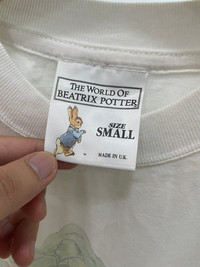 THE WORLD OF
BEATRIX POTTER
SIZE
SMALL
MADE IN U.K.